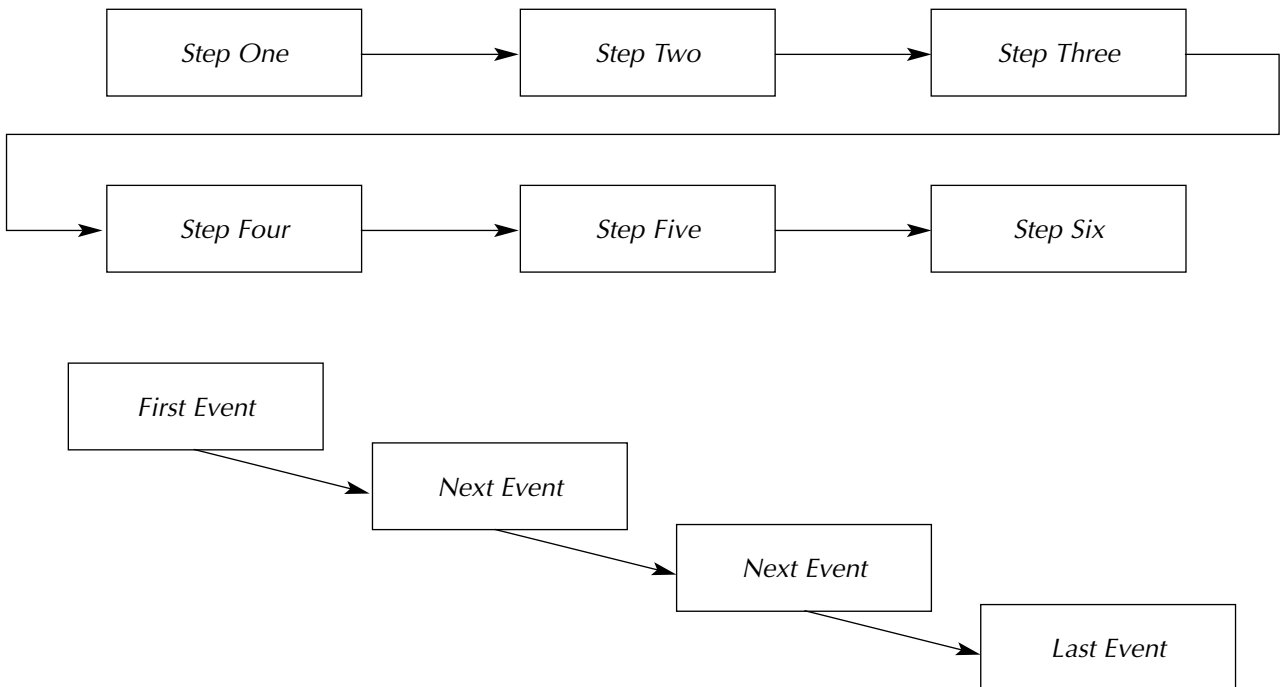 Step One
Step Two
Step Three
Step Four
Step Five
Step Six
First Event
Next Event
Next Event
Last Event